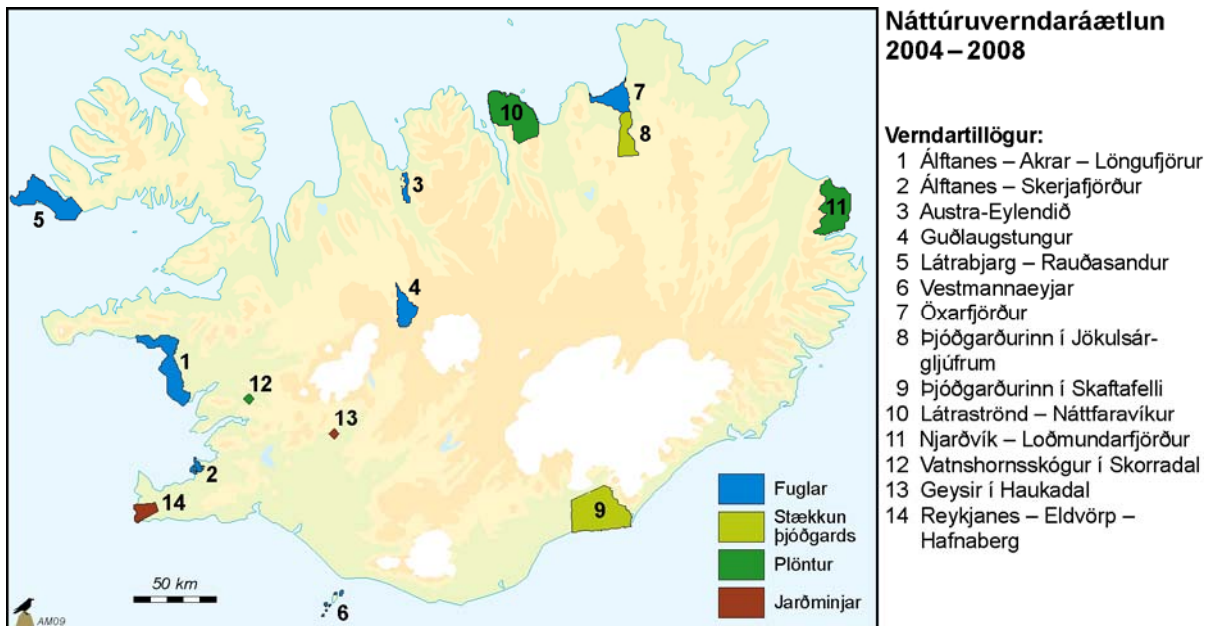 Náttúruverndaráætlun
2004 – 2008
Verndartillögur:
1 Álftanes – Akrar – Löngufjörur
2 Álftanes – Skerjafjörður
3 Austra-Eylendið
4 Guðlaugstungur
5 Látrabjarg – Rauðasandur
6 Vestmannaeyjar
7 Öxarfjörður
8 Þjóðgarðurinn í Jökulsár-
gljúfrum
9 Þjóðgarðurinn í Skaftafelli
10 Látraströnd – Náttfaravíkur
11 Njarðvík – Loðmundarfjörður
12 Vatnshornsskógur í Skorradal
13 Geysir í Haukadal
14 Reykjanes – Eldvörp –
Hafnaberg
7
10
8
3
5
11
4
1
12
13
2
14
9
6
Fuglar
Stækkun
þjóðgards
Plöntur
Jarðminjar
50 km
AM09